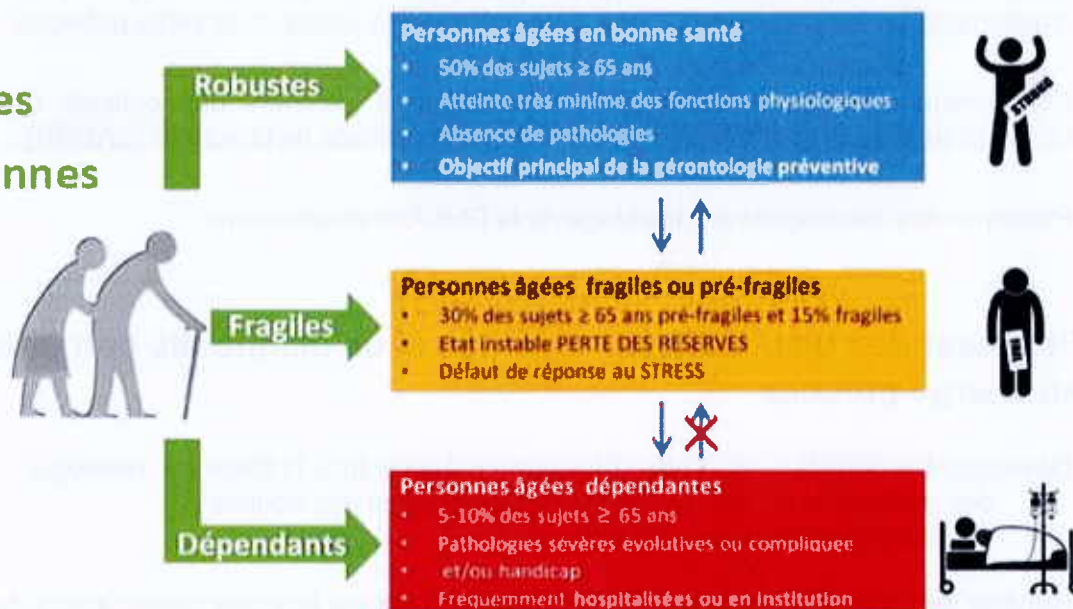 es
nnes
Robustes
Personnes âgées en bonne santé
• 50% des sujets ≥ 65 ans
• Atteinte très minime des fonctions physiologiques
• Absence de pathologies
• Objectif principal de la gérontologie préventive
STRONG
Fragiles
Personnes âgées fragiles ou pré-fragiles
• 30% des sujets ≥ 65 ans pré-fragiles et 15% fragiles
• Etat instable PERTE DES RESERVES
• Défaut de réponse au STRESS
Dépendants
Personnes âgées dépendantes
• 5-10% des sujets ≥ 65 ans
• Pathologies sévères évolutives ou compliquee
• et/ou handicap
• Fréquemment hospitalisées ou en institution